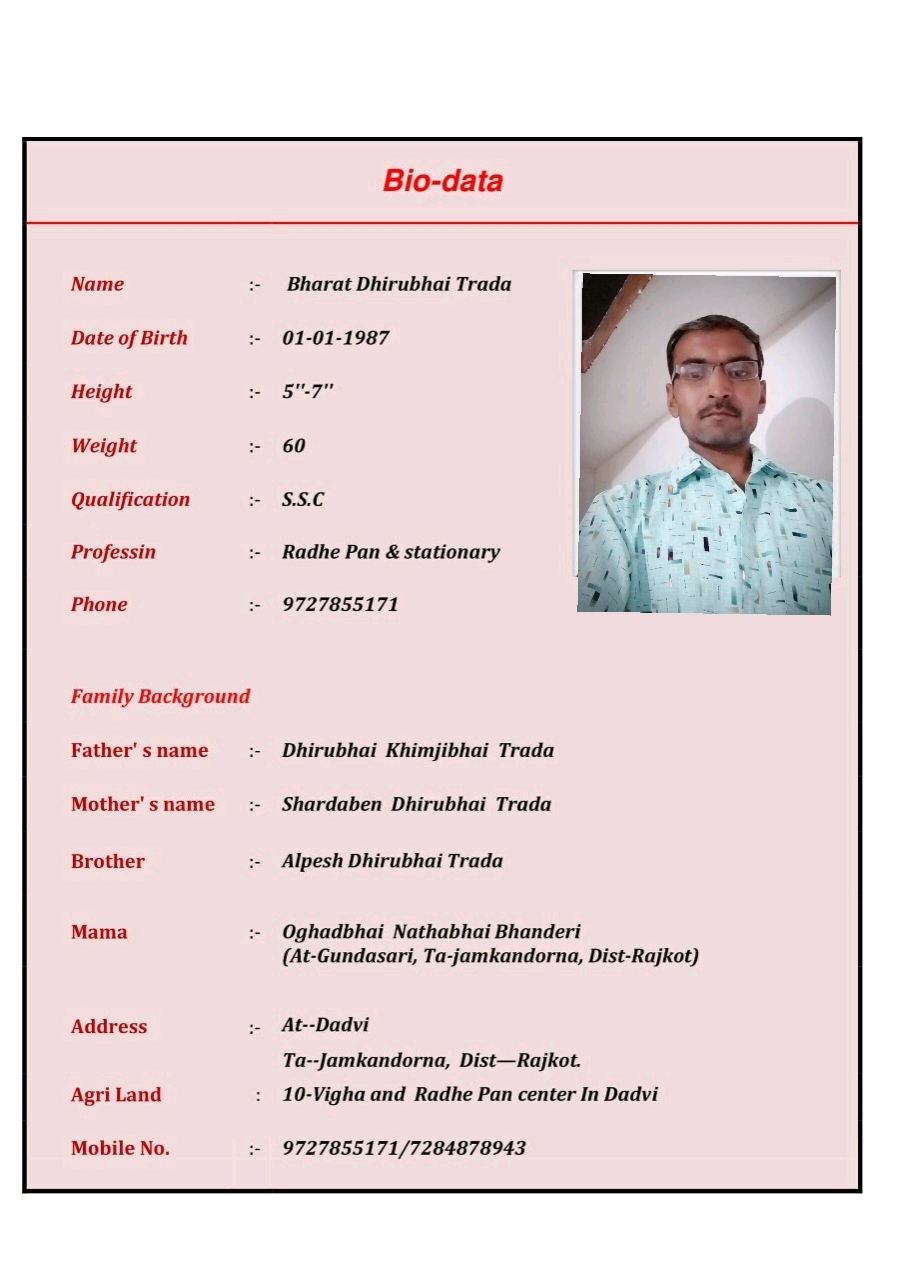 Bio-data
Name :- Bharat Dhirubhai Trada
Date of Birth :- 01-01-1987
Height :- 5''-7''
Weight :- 60
Qualification :- S.S.C
Professin :- Radhe Pan & stationary
Phone :- 9727855171
Family Background
Father' s name :- Dhirubhai Khimjibhai Trada
Mother' s name :- Shardaben Dhirubhai Trada
Brother :- Alpesh Dhirubhai Trada
Mama :- Oghadbhai Nathabhai Bhanderi
(At-Gundasari, Ta-jamkandorna, Dist-Rajkot)
Address :- At--Dadvi
Ta--Jamkandorna, Dist—Rajkot.
Agri Land : 10-Vigha and Radhe Pan center In Dadvi
Mobile No. :- 9727855171/7284878943